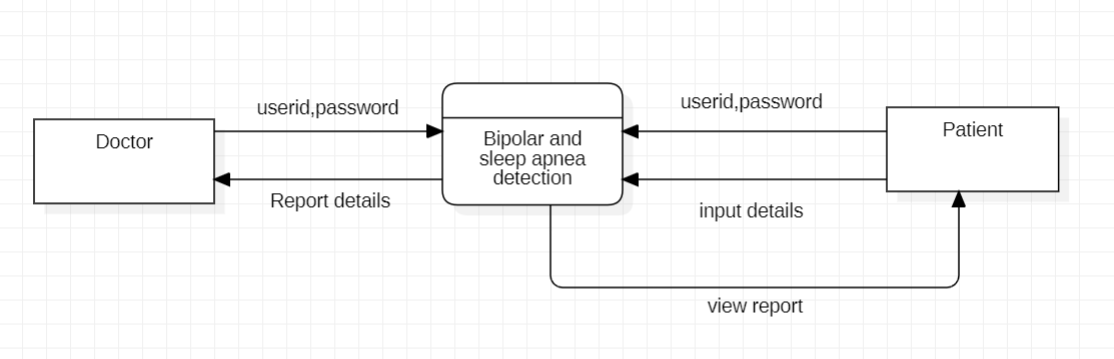 userid,password
userid,password
Doctor
Patient
Bipolar and
sleep apnea
detection
Report details
input details
view report